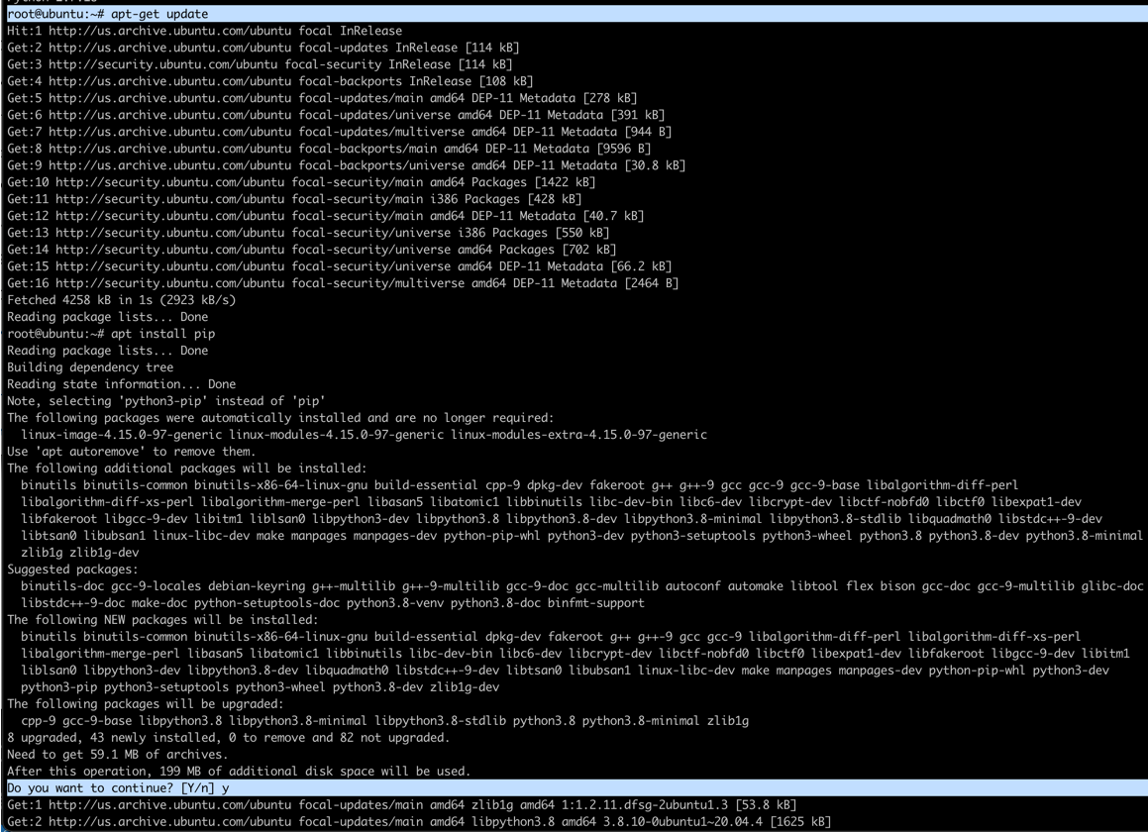 root@ubuntu:~# apt-get update
Hit:1 http://us.archive.ubuntu.com/ubuntu focal InRelease
Get:2 http://us.archive.ubuntu.com/ubuntu focal-updates InRelease [114 kB]
Get:3 http://security.ubuntu.com/ubuntu focal-security InRelease [114 kB]
Get:4 http://us.archive.ubuntu.com/ubuntu focal-backports InRelease [108 kB]
Get:5 http://us.archive.ubuntu.com/ubuntu focal-updates/main amd64 DEP-11 Metadata [278 kB]
Get:6 http://us.archive.ubuntu.com/ubuntu focal-updates/universe amd64 DEP-11 Metadata [391 kB]
Get:7 http://us.archive.ubuntu.com/ubuntu focal-updates/multiverse amd64 DEP-11 Metadata [944 B]
Get:8 http://us.archive.ubuntu.com/ubuntu focal-backports/main amd64 DEP-11 Metadata [9596 B]
Get:9 http://us.archive.ubuntu.com/ubuntu focal-backports/universe amd64 DEP-11 Metadata [30.8 kB]
Get:10 http://security.ubuntu.com/ubuntu focal-security/main amd64 Packages [1422 kB]
Get:11 http://security.ubuntu.com/ubuntu focal-security/main i386 Packages [428 kB]
Get:12 http://security.ubuntu.com/ubuntu focal-security/main amd64 DEP-11 Metadata [40.7 kB]
Get:13 http://security.ubuntu.com/ubuntu focal-security/universe i386 Packages [550 kB]
Get:14 http://security.ubuntu.com/ubuntu focal-security/universe amd64 Packages [702 kB]
Get:15 http://security.ubuntu.com/ubuntu focal-security/universe amd64 DEP-11 Metadata [66.2 kB]
Get:16 http://security.ubuntu.com/ubuntu focal-security/multiverse amd64 DEP-11 Metadata [2464 B]
Fetched 4258 kB in 1s (2923 kB/s)
Reading package lists... Done
root@ubuntu:~# apt install pip
Reading package lists... Done
Building dependency tree
Reading state information... Done
Note, selecting 'python3-pip' instead of 'pip'
The following packages were automatically installed and are no longer required:
linux-image-4.15.0-97-generic linux-modules-4.15.0-97-generic linux-modules-extra-4.15.0-97-generic
Use 'apt autoremove' to remove them.
The following additional packages will be installed:
binutils binutils-common binutils-x86-64-linux-gnu build-essential cpp-9 dpkg-dev fakeroot g++ g++-9 gcc gcc-9 gcc-9-base libalgorithm-diff-perl
libalgorithm-diff-xs-perl libalgorithm-merge-perl libasan5 libatomic1 libbinutils libc-dev-bin libc6-dev libcrypt-dev libctf-nobfd0 libctf0 libexpat1-dev
libfakeroot libgcc-9-dev libitm1 liblsan0 libpython3-dev libpython3.8 libpython3.8-dev libpython3.8-minimal libpython3.8-stdlib libquadmath0 libstdc++-9-dev
libtsan0 libubsan1 linux-libc-dev make manpages manpages-dev python-pip-whl python3-dev python3-setuptools python3-wheel python3.8 python3.8-dev python3.8-minimal
zlib1g zlib1g-dev
Suggested packages:
binutils-doc gcc-9-locales debian-keyring g++-multilib g++-9-multilib gcc-9-doc gcc-multilib autoconf automake libtool flex bison gcc-doc gcc-9-multilib glibc-doc
libstdc++-9-doc make-doc python-setuptools-doc python3.8-venv python3.8-doc binfmt-support
The following NEW packages will be installed:
binutils binutils-common binutils-x86-64-linux-gnu build-essential dpkg-dev fakeroot g++ g++-9 gcc gcc-9 libalgorithm-diff-perl libalgorithm-diff-xs-perl
libalgorithm-merge-perl libasan5 libatomic1 libbinutils libc-dev-bin libc6-dev libcrypt-dev libctf-nobfd0 libctf0 libexpat1-dev libfakeroot libgcc-9-dev libitm1
liblsan0 libpython3-dev libpython3.8-dev libquadmath0 libstdc++-9-dev libtsan0 libubsan1 linux-libc-dev make manpages manpages-dev python-pip-whl python3-dev
python3-pip python3-setuptools python3-wheel python3.8-dev zlib1g-dev
The following packages will be upgraded:
cpp-9 gcc-9-base libpython3.8 libpython3.8-minimal libpython3.8-stdlib python3.8 python3.8-minimal zlib1g
8 upgraded, 43 newly installed, 0 to remove and 82 not upgraded.
Need to get 59.1 MB of archives.
After this operation, 199 MB of additional disk space will be used.
Do you want to continue? [Y/n] y
Get:1 http://us.archive.ubuntu.com/ubuntu focal-updates/main amd64 zlib1g amd64 1:1.2.11.dfsg-2ubuntu1.3 [53.8 kB]
Get:2 http://us.archive.ubuntu.com/ubuntu focal-updates/main amd64 libpython3.8 amd64 3.8.10-0ubuntu1~20.04.4 [1625 kB]